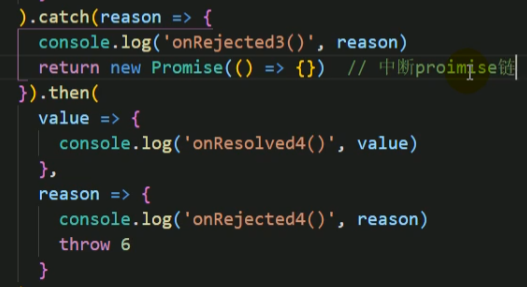 ).catch(reason => {
  console.log('onRejected3()', reason)
  return new Promise(() => {})  // 中断proimise链
}).then(
  value => {
    console.log('onResolved4()', value)
  },
  reason => {
    console.log('onRejected4()', reason)
    throw 6
  }